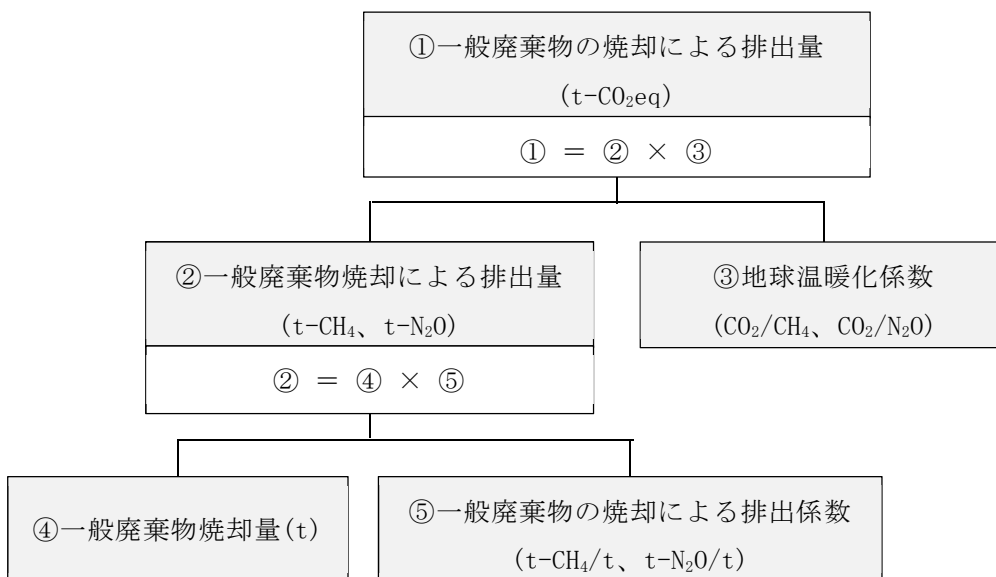 ①一般廃棄物の焼却による排出量
(t-CO₂eq)
① = ② × ③
②一般廃棄物焼却による排出量
(t-CH₄、t-N₂O)
② = ④ × ⑤
③地球温暖化係数
(CO₂/CH₄、CO₂/N₂O)
④一般廃棄物焼却量(t)
⑤一般廃棄物の焼却による排出係数
(t-CH₄/t、t-N₂O/t)